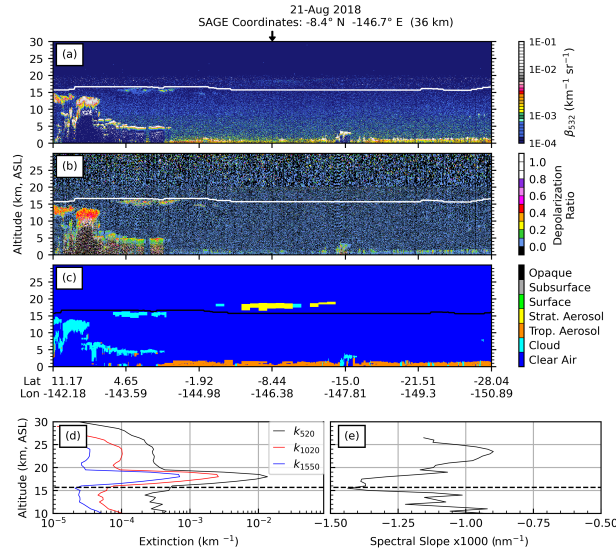 21-Aug 2018
SAGE Coordinates: -8.4° N -146.7° E (36 km)
(a)
30
25
20
15
10
5
0
1E-01
1E-02
1E-03
1E-04
β532 (km-1 sr-1)
(b)
30
25
20
15
10
5
0
Altitude (km, ASL)
1.0
0.8
0.6
0.4
0.2
0.0
Depolarization Ratio
(c)
30
25
20
15
10
5
0
Opaque
Subsurface
Surface
Strat. Aerosol
Trop. Aerosol
Cloud
Clear Air
Lat 11.17 4.65 -1.92 -8.44 -15.0 -21.51 -28.04
Lon -142.18 -143.59 -144.98 -146.38 -147.81 -149.3 -150.89
(d)
30
25
20
15
10
Altitude (km, ASL)
k520
k1020
k1550
10-5 10-4 10-3 10-2
Extinction (km-1)
(e)
-1.50 -1.25 -1.00 -0.75 -0.50
Spectral Slope x1000 (nm-1)